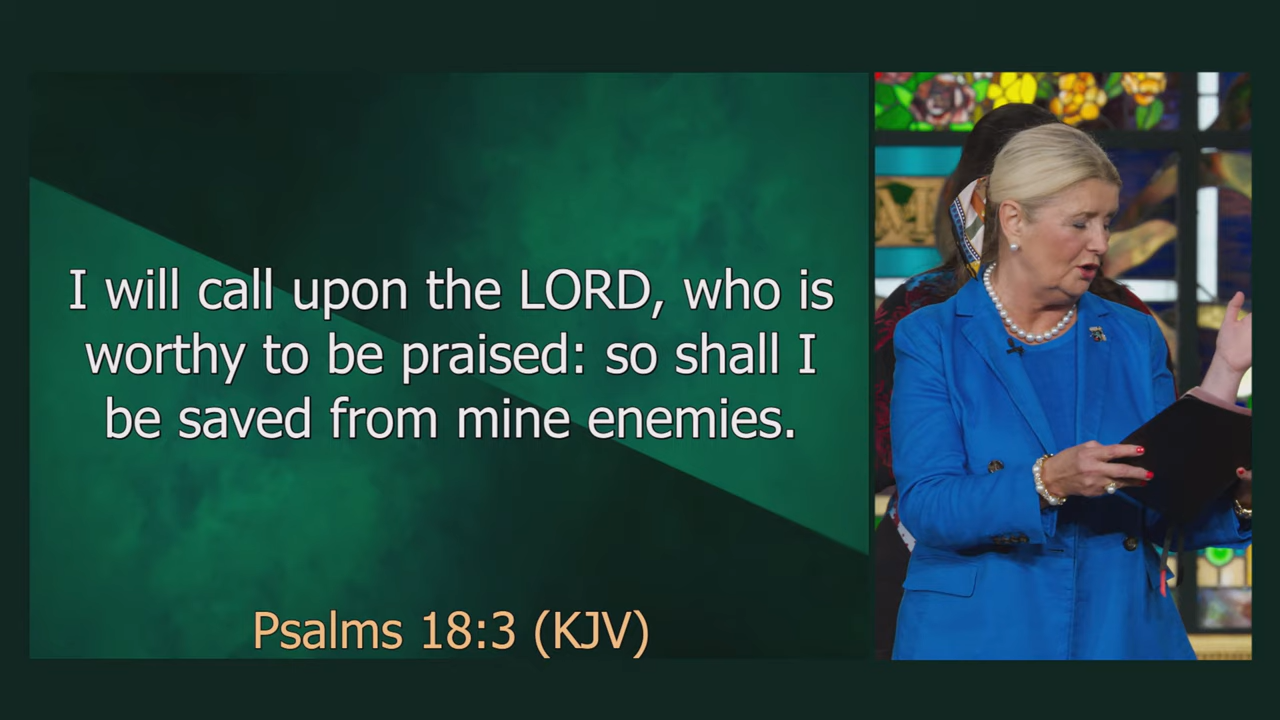 I will call upon the LORD, who is
worthy to be praised: so shall I
be saved from mine enemies.
Psalms 18:3 (KJV)